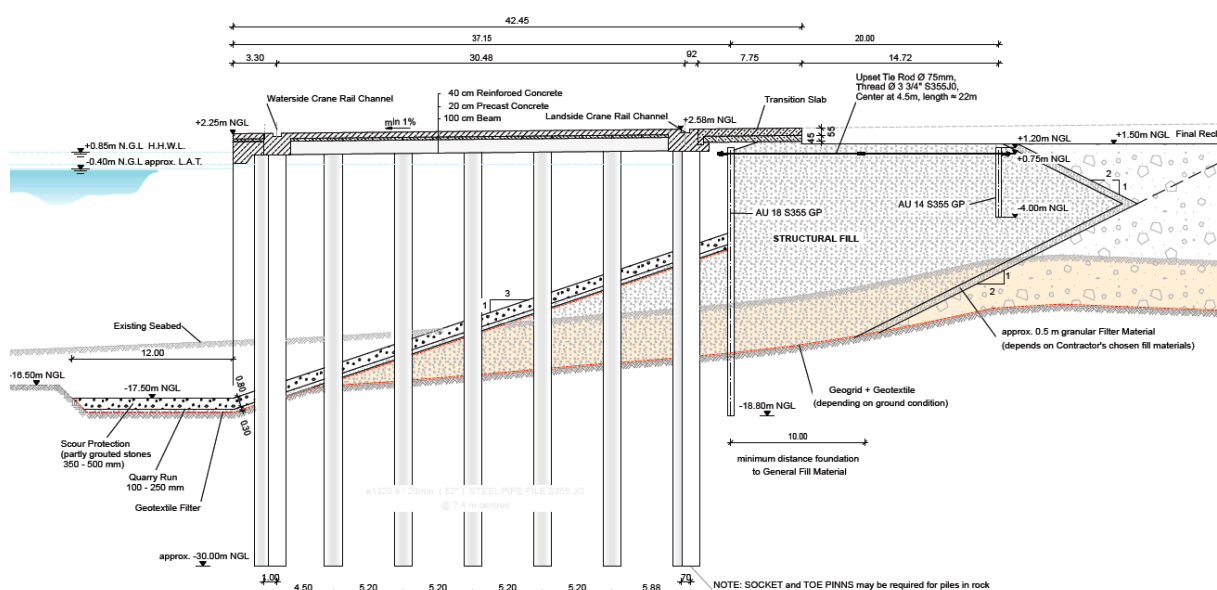 42.45
37.15
20.00
3.30
30.48
92
7.75
14.72
Upset Tie Rod Ø 75mm,
Thread Ø 3 3/4" S355J0,
Center at 4.5m, length ≈ 22m
Waterside Crane Rail Channel
40 cm Reinforced Concrete
20 cm Precast Concrete
100 cm Beam
Landside Crane Rail Channel
Transition Slab
+2.25m NGL
min 1%
+2.58m NGL
55
45
+0.85m N.G.L H.H.W.L.
-0.40m N.G.L approx. L.A.T.
+1.20m NGL
+1.50m NGL Final Recl
+0.75m NGL
2
1
AU 18 S355 GP
AU 14 S355 GP
-4.00m NGL
STRUCTURAL FILL
3
1
1
2
Existing Seabed
approx. 0.5 m granular Filter Material
(depends on Contractor's chosen fill materials)
12.00
-16.50m NGL
-17.50m NGL
0.80
0.30
Geogrid + Geotextile
(depending on ground condition)
-18.80m NGL
Scour Protection
(partly grouted stones
350 - 500 mm)
10.00
minimum distance foundation
to General Fill Material
Quarry Run
100 - 250 mm
Geotextile Filter
STEEL PIPE PILE S355 JO
@ 7.4 m centres
approx. -30.00m NGL
1.00
70
4.50
5.20
5.20
5.20
5.20
5.88
NOTE: SOCKET and TOE PINNS may be required for piles in rock